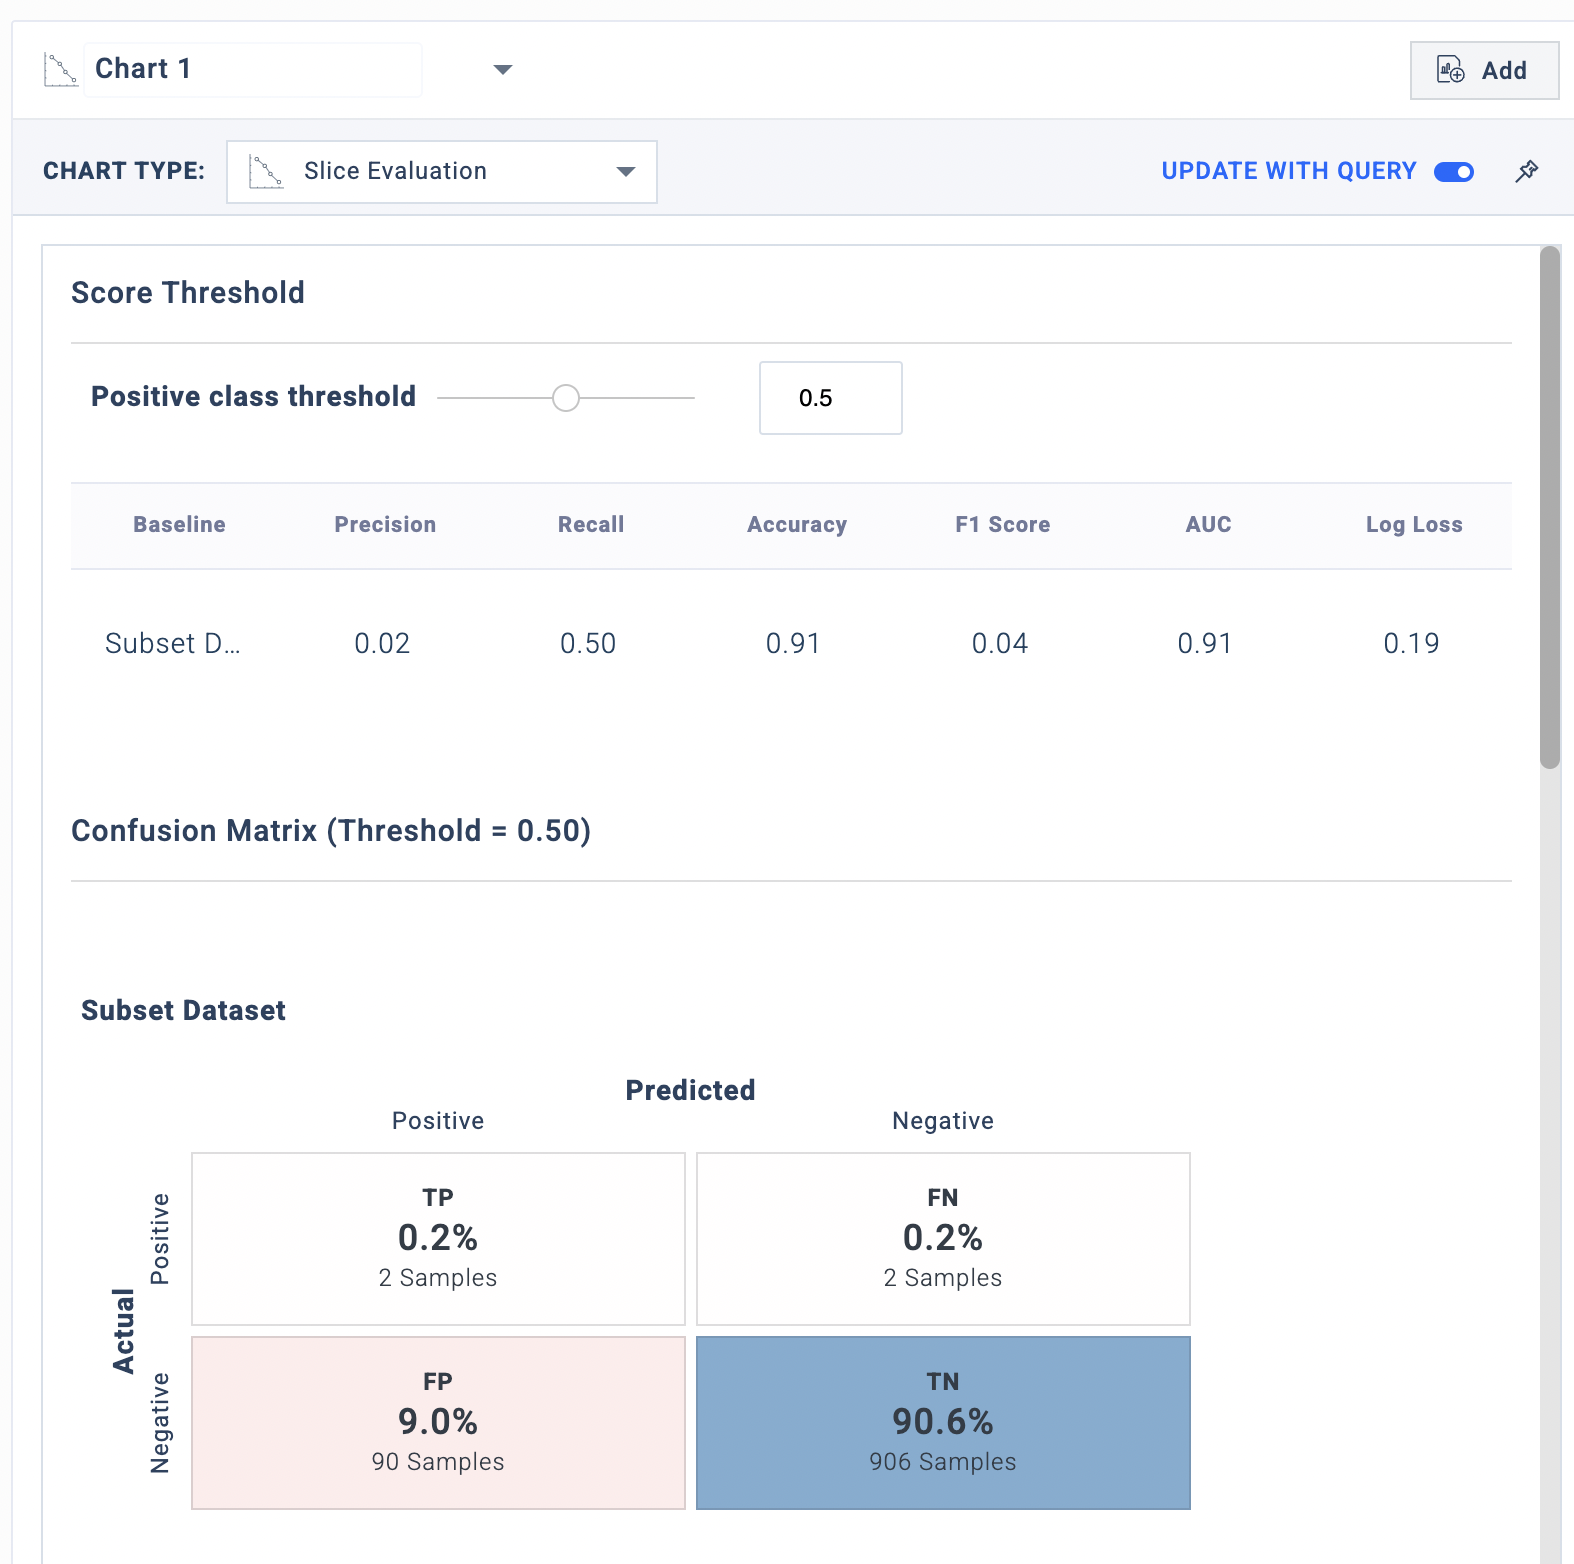 Chart 1
Add
CHART TYPE:
Slice Evaluation
UPDATE WITH QUERY
Score Threshold
Positive class threshold
0.5
Baseline Precision Recall Accuracy F1 Score AUC Log Loss
Subset D... 0.02 0.50 0.91 0.04 0.91 0.19
Confusion Matrix (Threshold = 0.50)
Subset Dataset
Predicted
Positive Negative
Actual
Positive
TP
0.2%
2 Samples
FN
0.2%
2 Samples
Negative
FP
9.0%
90 Samples
TN
90.6%
906 Samples